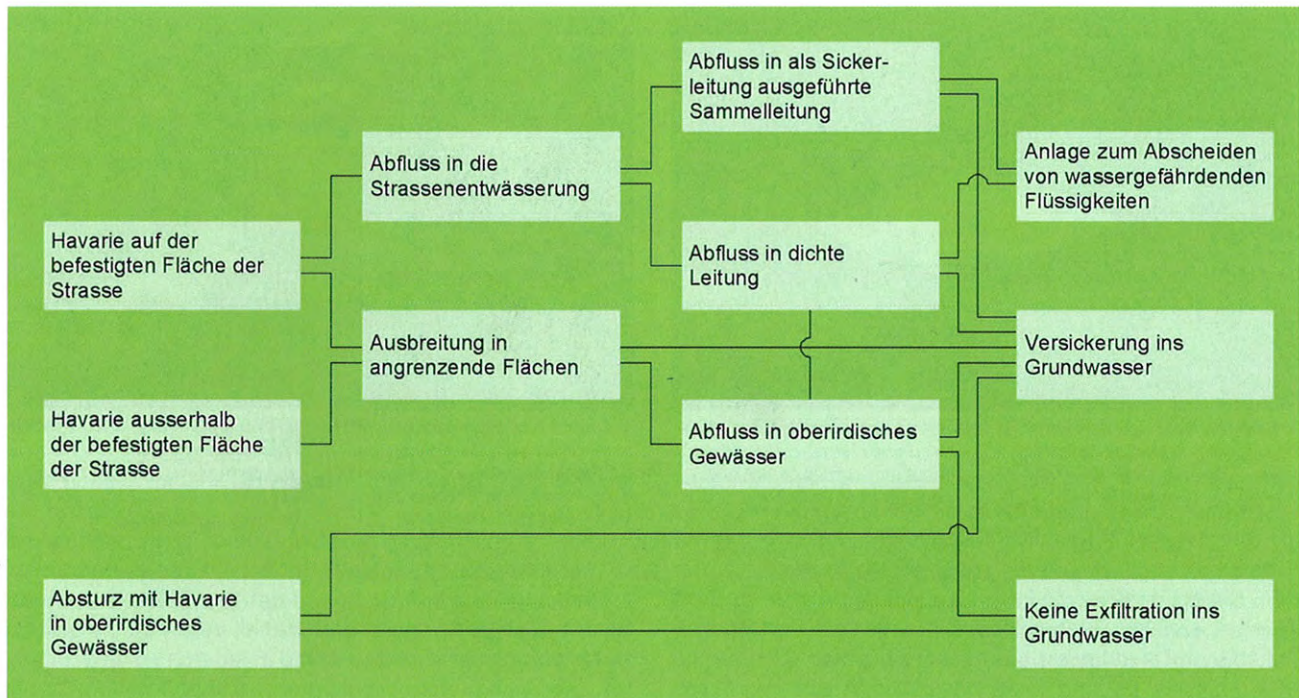 Havarie auf der
befestigten Fläche der
Strasse
Havarie ausserhalb
der befestigten Fläche
der Strasse
Absturz mit Havarie
in oberirdisches
Gewässer
Abfluss in die
Strassenentwässerung
Ausbreitung in
angrenzende Flächen
Abfluss in als Sicker-
leitung ausgeführte
Sammelleitung
Abfluss in dichte
Leitung
Abfluss in oberirdisches
Gewässer
Anlage zum Abscheiden
von wassergefährdenden
Flüssigkeiten
Versickerung ins
Grundwasser
Keine Exfiltration ins
Grundwasser